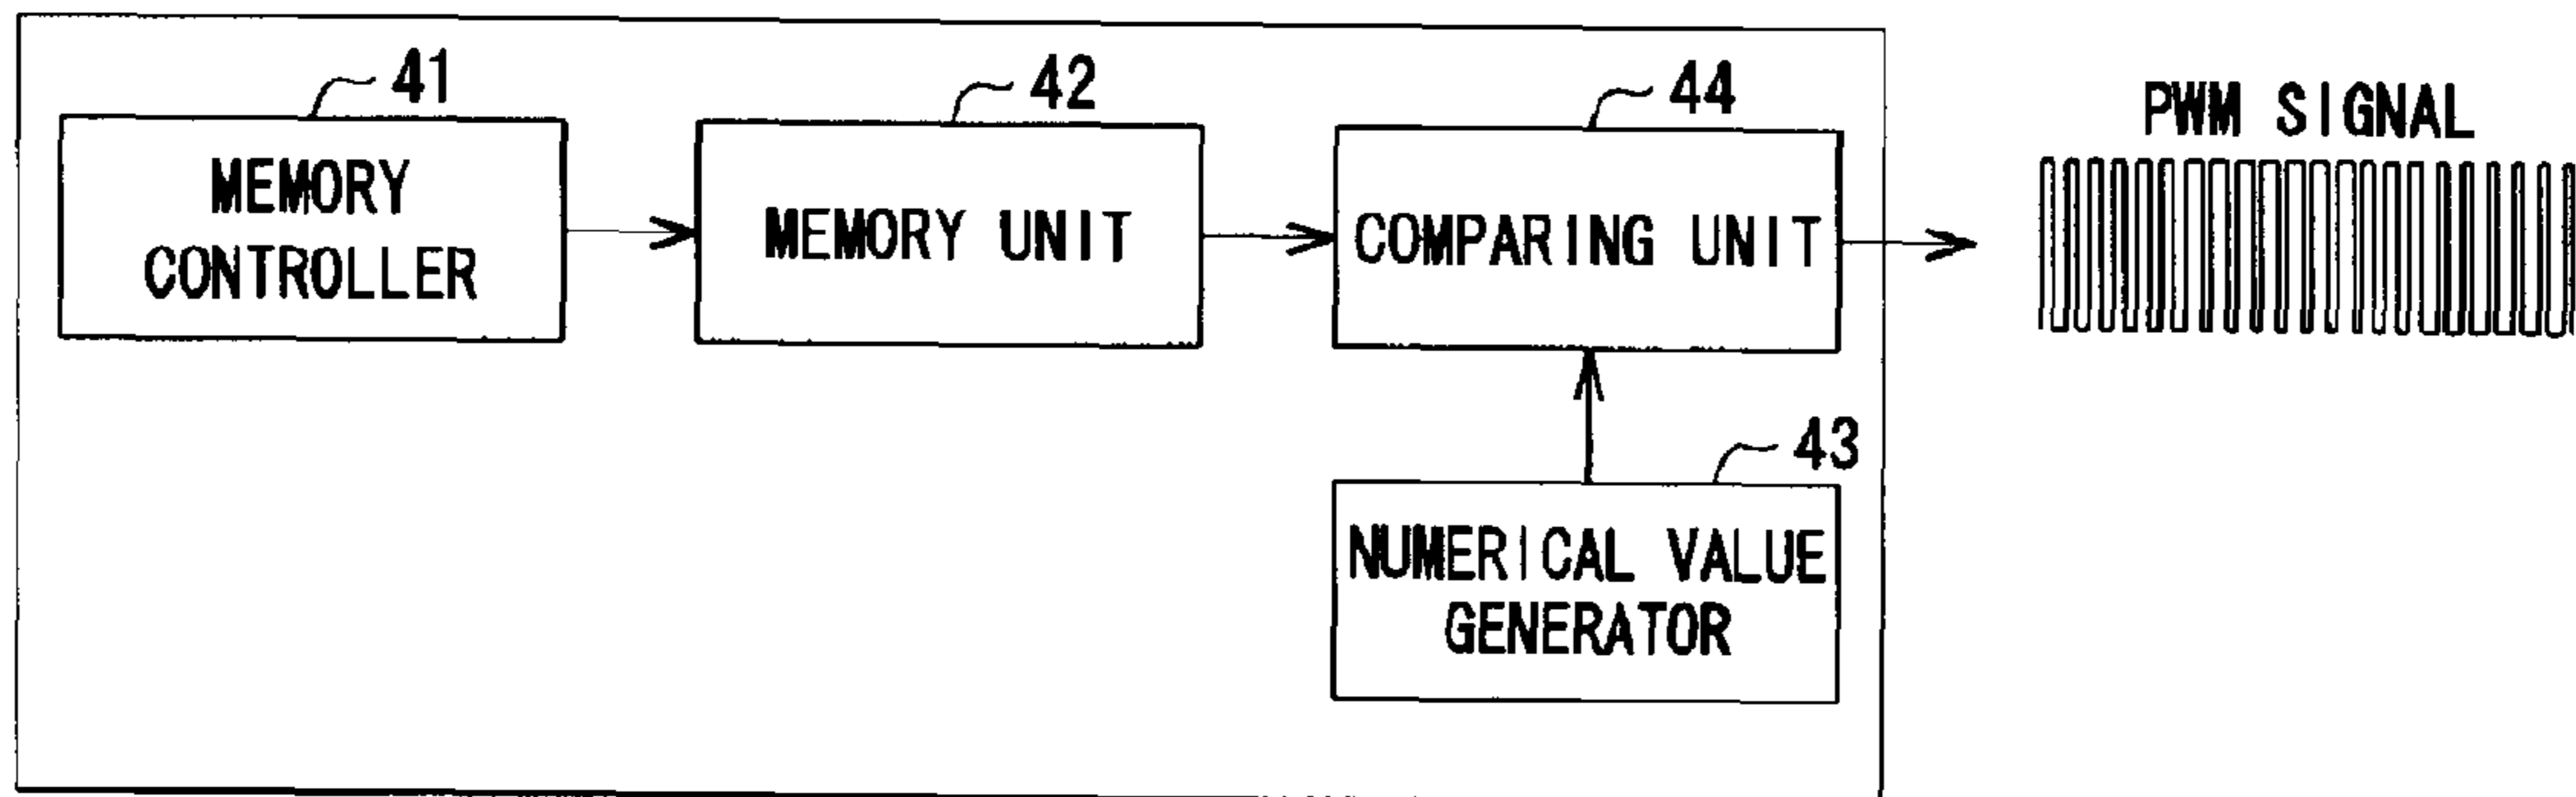 41
MEMORY
CONTROLLER
42
MEMORY UNIT
44
COMPARING UNIT
PWM SIGNAL
43
NUMERICAL VALUE
GENERATOR